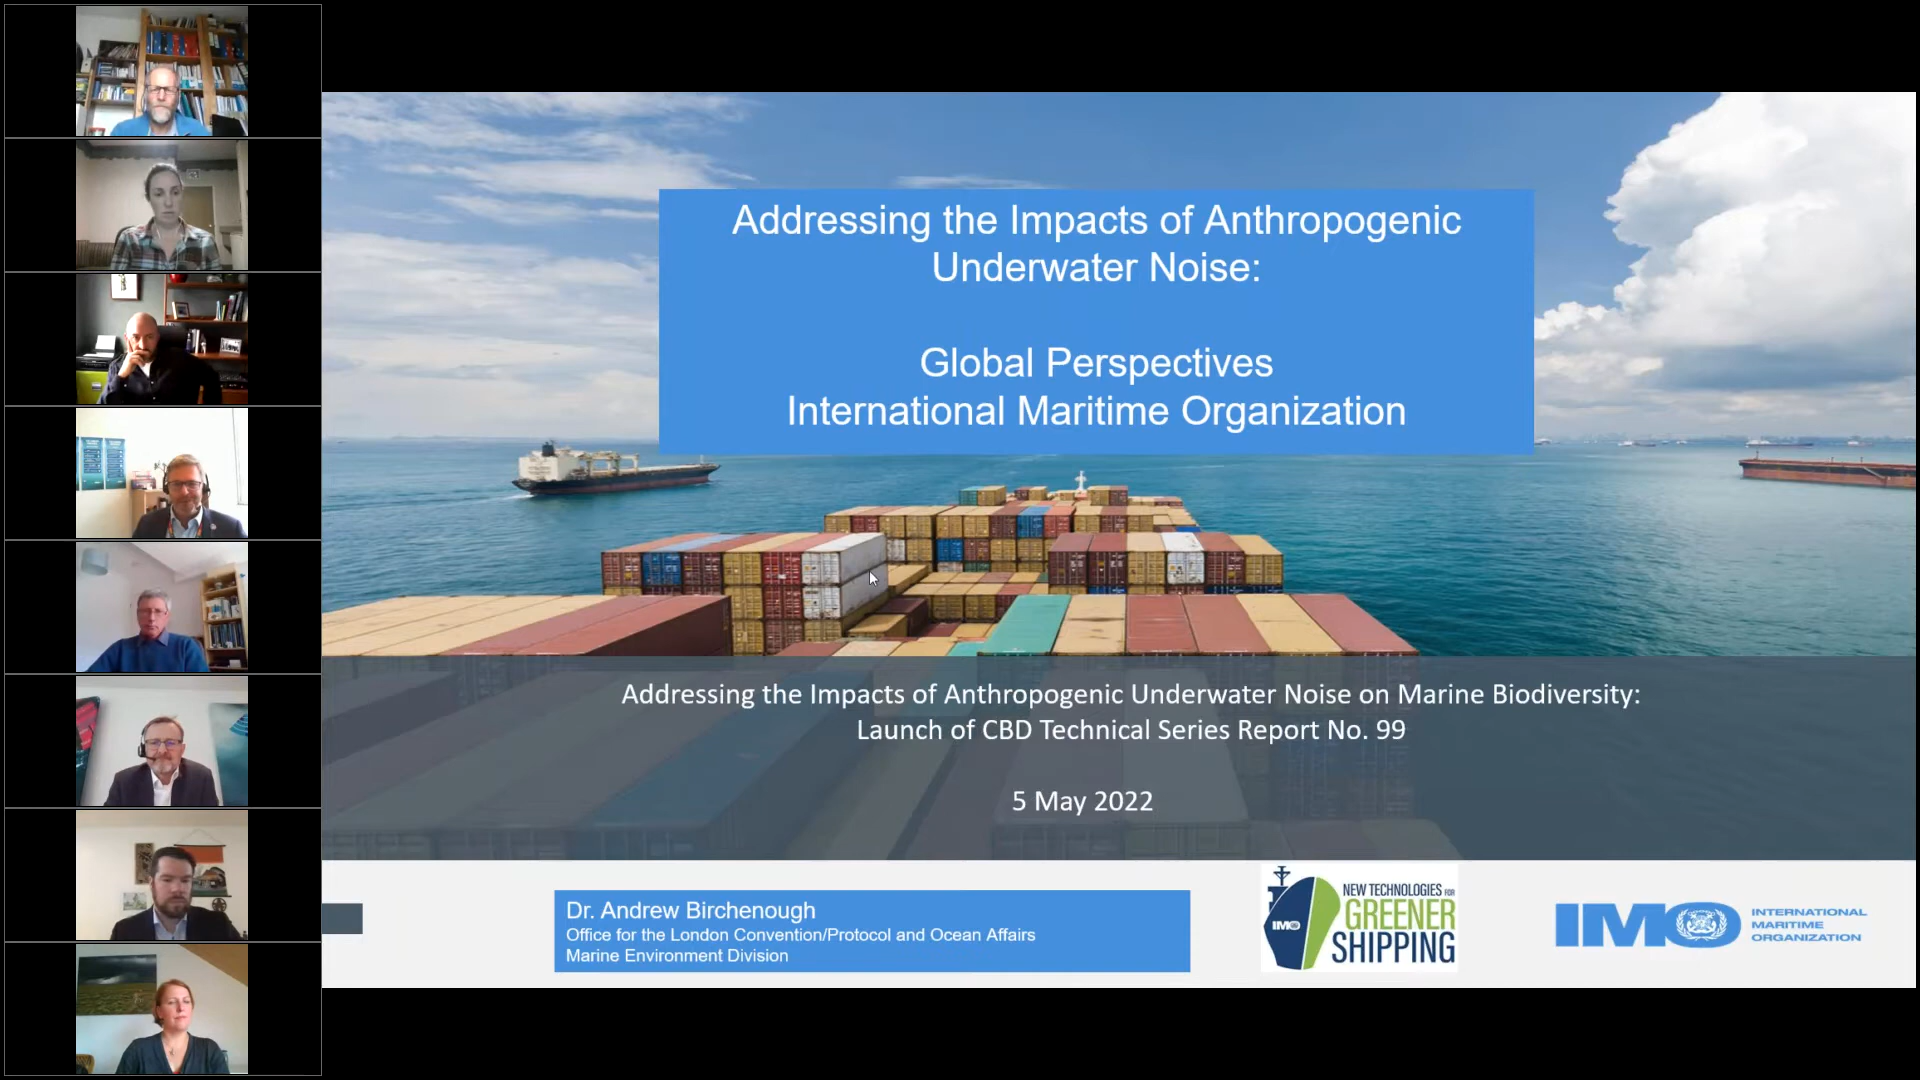 Addressing the Impacts of Anthropogenic
Underwater Noise:
Global Perspectives
International Maritime Organization
Addressing the Impacts of Anthropogenic Underwater Noise on Marine Biodiversity:
Launch of CBD Technical Series Report No. 99
5 May 2022
Dr. Andrew Birchenough
Office for the London Convention/Protocol and Ocean Affairs
Marine Environment Division
IMO
NEW TECHNOLOGIES FOR
GREENER
SHIPPING
IMO
INTERNATIONAL
MARITIME
ORGANIZATION